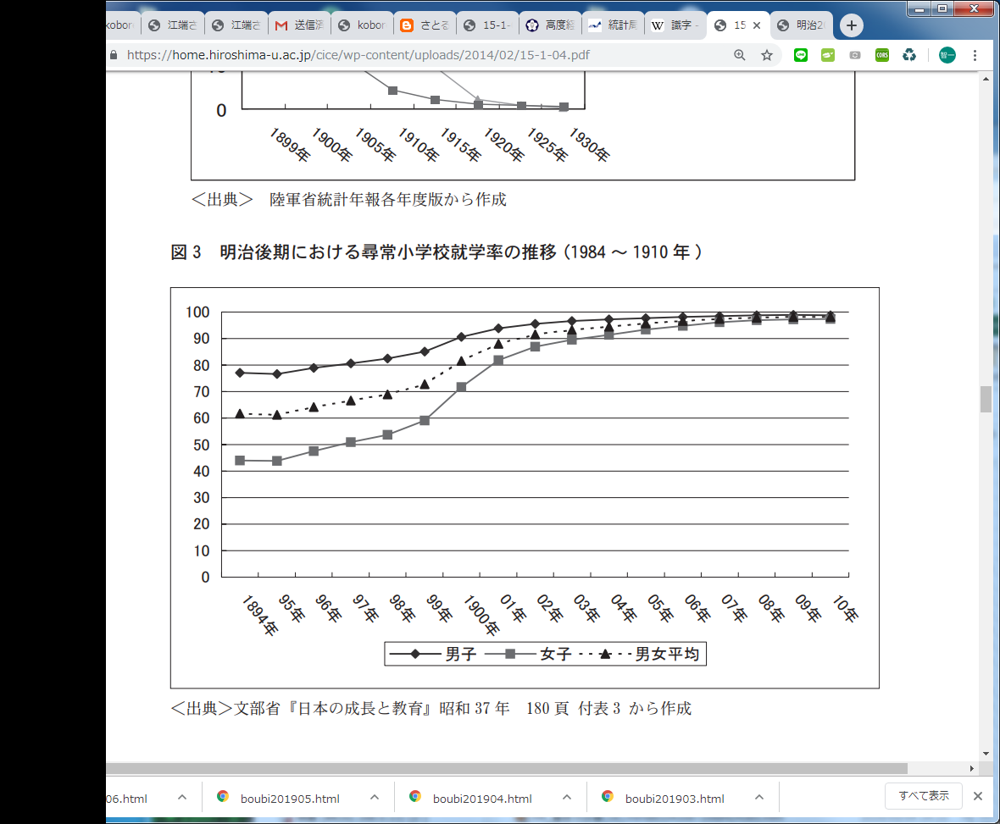 kobor
江端さ
江端さ
送信済
kobor
さとる
15-1-
高度経
統計局
識字 -
15
明治20
https://home.hiroshima-u.ac.jp/cice/wp-content/uploads/2014/02/15-1-04.pdf
0
1899年 1900年 1905年 1910年 1915年 1920年 1925年 1930年
＜出典＞　陸軍省統計年報各年度版から作成
図 3　明治後期における尋常小学校就学率の推移（1984 ～ 1910 年）
100
90
80
70
60
50
40
30
20
10
0
1894年 95年 96年 97年 98年 99年 1900年 01年 02年 03年 04年 05年 06年 07年 08年 09年 10年
男子 女子 男女平均
＜出典＞文部省『日本の成長と教育』昭和 37 年　180 頁 付表 3 から作成
06.html
boubi201905.html
boubi201904.html
boubi201903.html
すべて表示